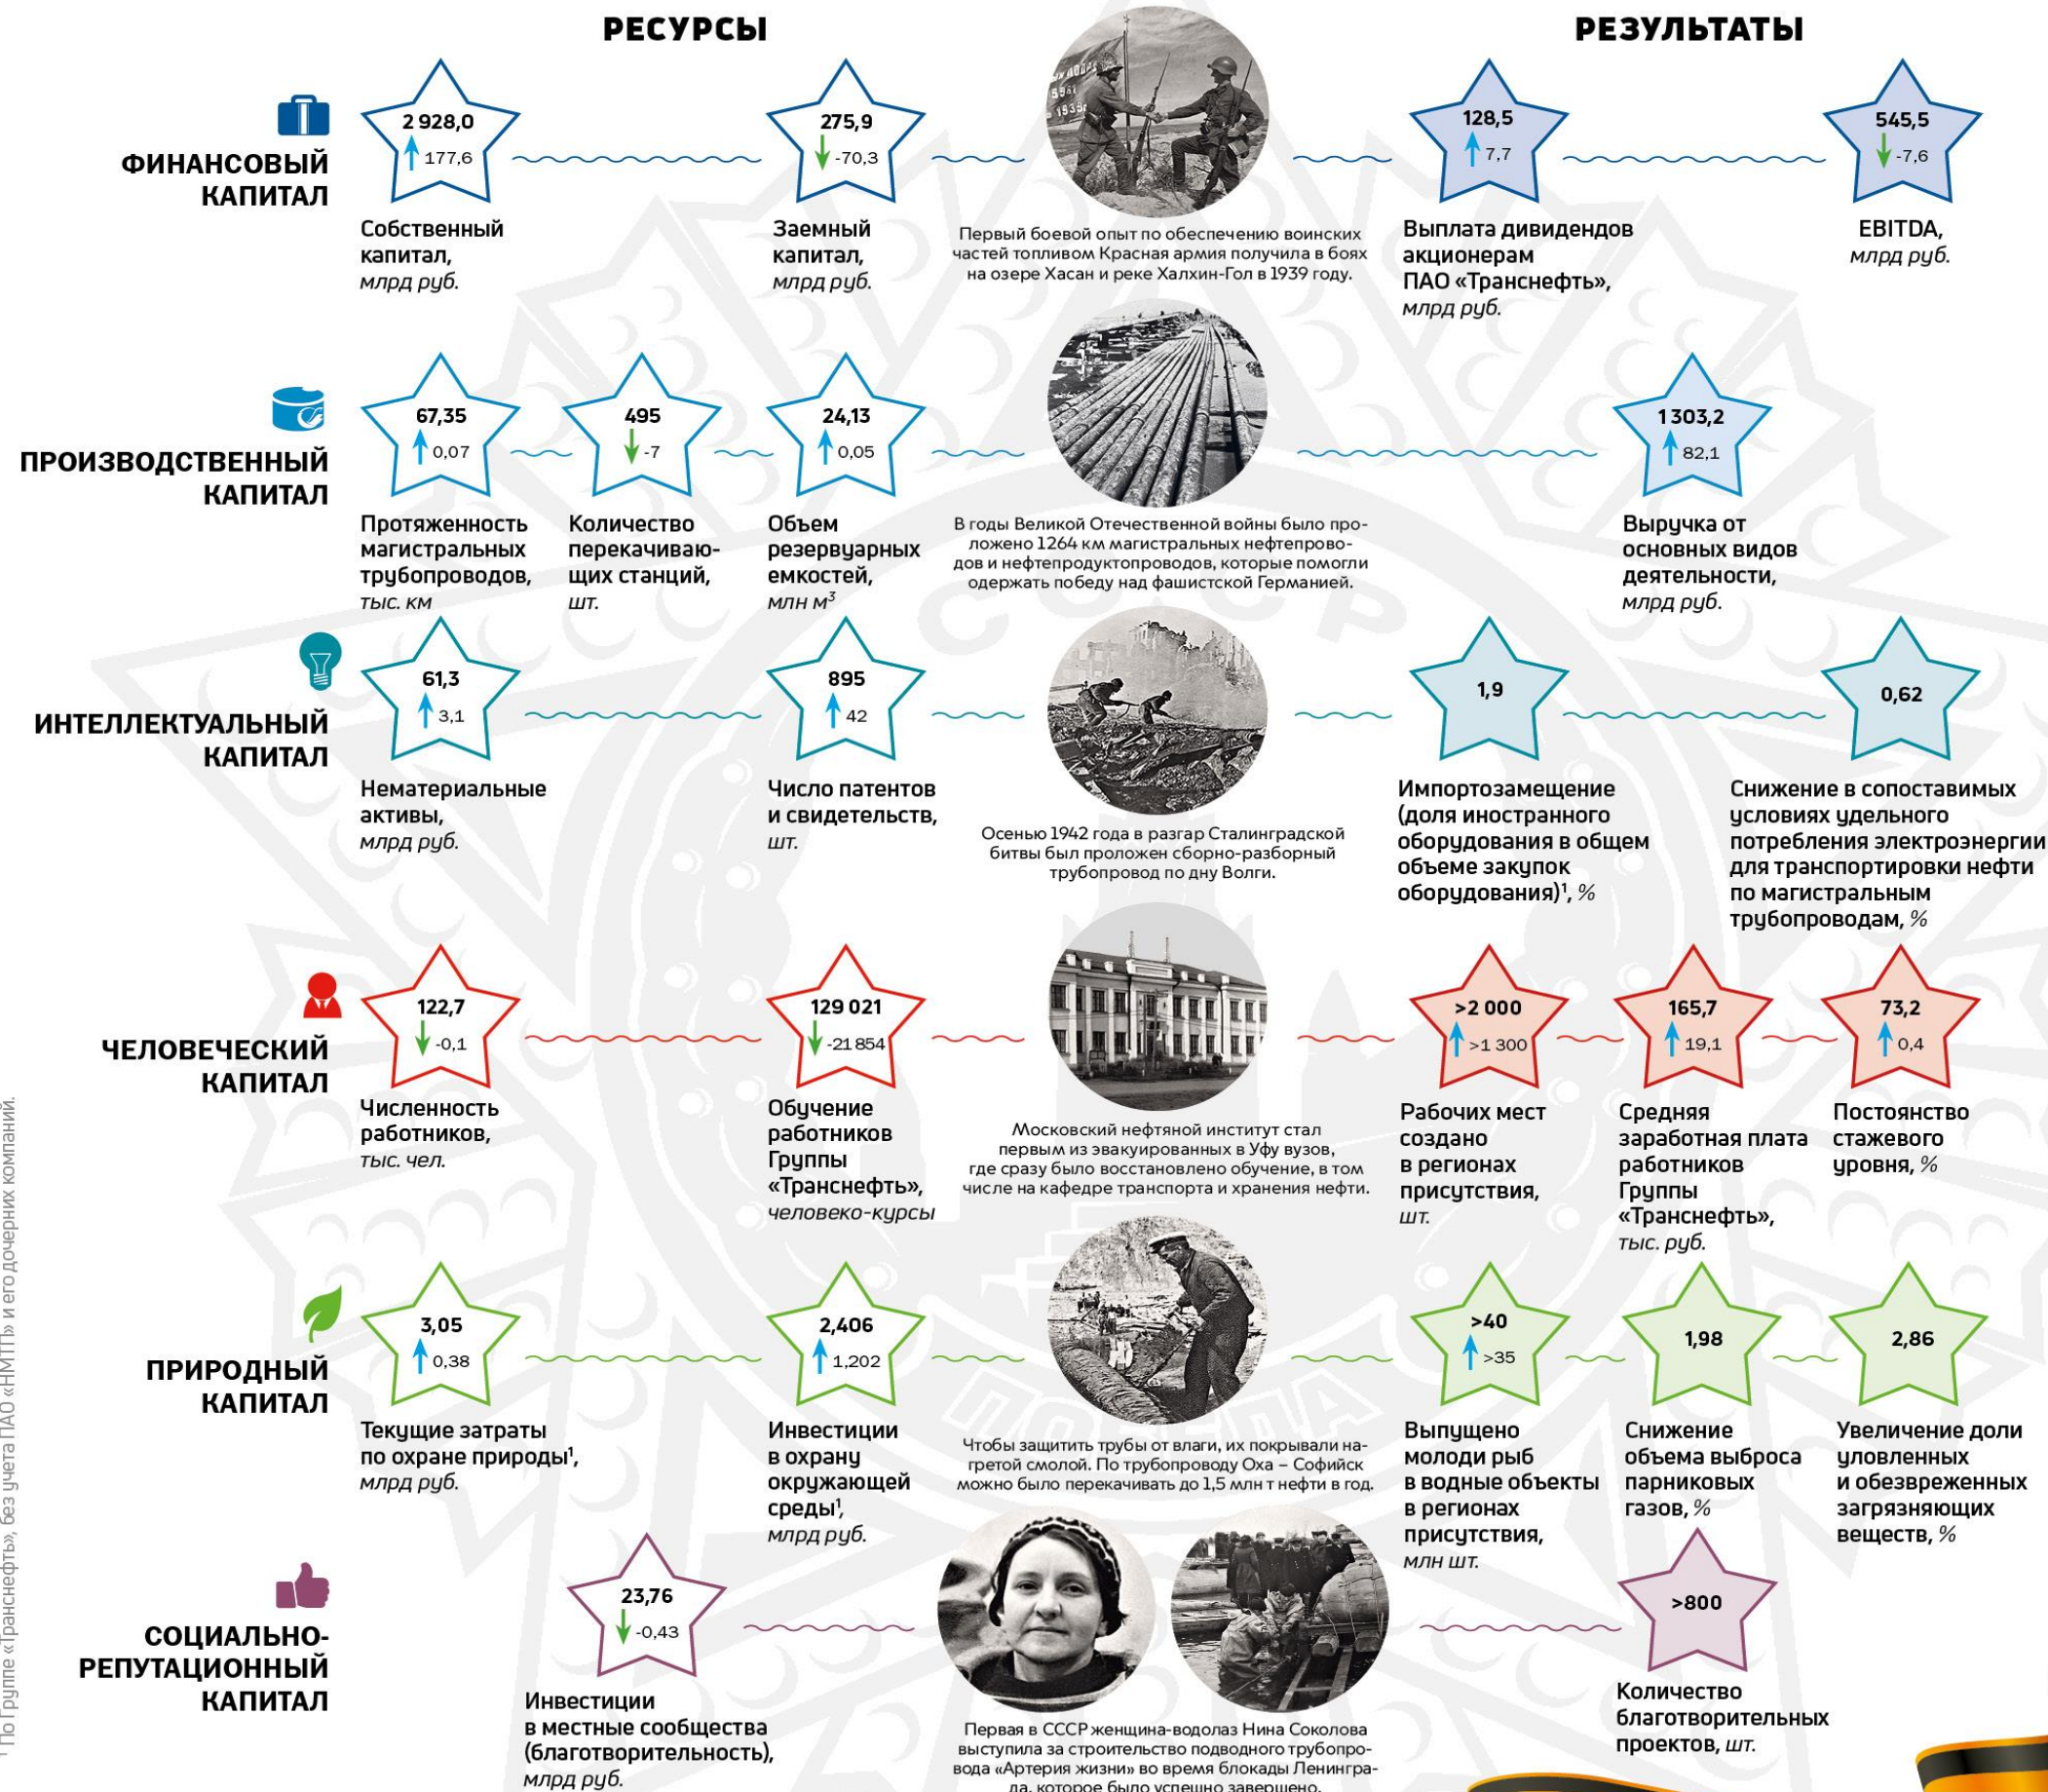 РЕСУРСЫ
РЕЗУЛЬТАТЫ
ФИНАНСОВЫЙ
КАПИТАЛ
2 928,0
177,6
Собственный
капитал,
млрд руб.
275,9
-70,3
Заемный
капитал,
млрд руб.
Первый боевой опыт по обеспечению воинских
частей топливом Красная армия получила в боях
на озере Хасан и реке Халхин-Гол в 1939 году.
128,5
7,7
Выплата дивидендов
акционерам
ПАО «Транснефть»,
млрд руб.
545,5
-7,6
EBITDA,
млрд руб.
ПРОИЗВОДСТВЕННЫЙ
КАПИТАЛ
67,35
0,07
Протяженность
магистральных
трубопроводов,
тыс. км
495
-7
Количество
перекачиваю-
щих станций,
шт.
24,13
0,05
Объем
резервуарных
емкостей,
млн м³
В годы Великой Отечественной войны было про-
ложено 1264 км магистральных нефтепрово-
дов и нефтепродуктопроводов, которые помогли
одержать победу над фашистской Германией.
1 303,2
82,1
Выручка от
основных видов
деятельности,
млрд руб.
СССР
ИНТЕЛЛЕКТУАЛЬНЫЙ
КАПИТАЛ
61,3
3,1
Нематериальные
активы,
млрд руб.
895
42
Число патентов
и свидетельств,
шт.
Осенью 1942 года в разгар Сталинградской
битвы был проложен сборно-разборный
трубопровод по дну Волги.
1,9
Импортозамещение
(доля иностранного
оборудования в общем
объеме закупок
оборудования)¹, %
0,62
Снижение в сопоставимых
условиях удельного
потребления электроэнергии
для транспортировки нефти
по магистральным
трубопроводам, %
ЧЕЛОВЕЧЕСКИЙ
КАПИТАЛ
122,7
-0,1
Численность
работников,
тыс. чел.
129 021
-21 854
Обучение
работников
Группы
«Транснефть»,
человеко-курсы
Московский нефтяной институт стал
первым из эвакуированных в Уфу вузов,
где сразу было восстановлено обучение, в том
числе на кафедре транспорта и хранения нефти.
>2 000
>1 300
Рабочих мест
создано
в регионах
присутствия,
шт.
165,7
19,1
Средняя
заработная плата
работников
Группы
«Транснефть»,
тыс. руб.
73,2
0,4
Постоянство
стажевого
уровня, %
ПРИРОДНЫЙ
КАПИТАЛ
3,05
0,38
Текущие затраты
по охране природы¹,
млрд руб.
2,406
1,202
Инвестиции
в охрану
окружающей
среды¹,
млрд руб.
ПОБЕДА
Чтобы защитить трубы от влаги, их покрывали на-
гретой смолой. По трубопроводу Оха – Софийск
можно было перекачивать до 1,5 млн т нефти в год.
>40
>35
Выпущено
молоди рыб
в водные объекты
в регионах
присутствия,
млн шт.
1,98
Снижение
объема выброса
парниковых
газов, %
2,86
Увеличение доли
уловленных
и обезвреженных
загрязняющих
веществ, %
СОЦИАЛЬНО-
РЕПУТАЦИОННЫЙ
КАПИТАЛ
23,76
-0,43
Инвестиции
в местные сообщества
(благотворительность),
млрд руб.
Первая в СССР женщина-водолаз Нина Соколова
выступила за строительство подводного трубопро-
вода «Артерия жизни» во время блокады Ленингра-
да, которое было успешно завершено.
>800
Количество
благотворительных
проектов, шт.
¹ По Группе «Транснефть», без учета ПАО «НМТП» и его дочерних компаний.